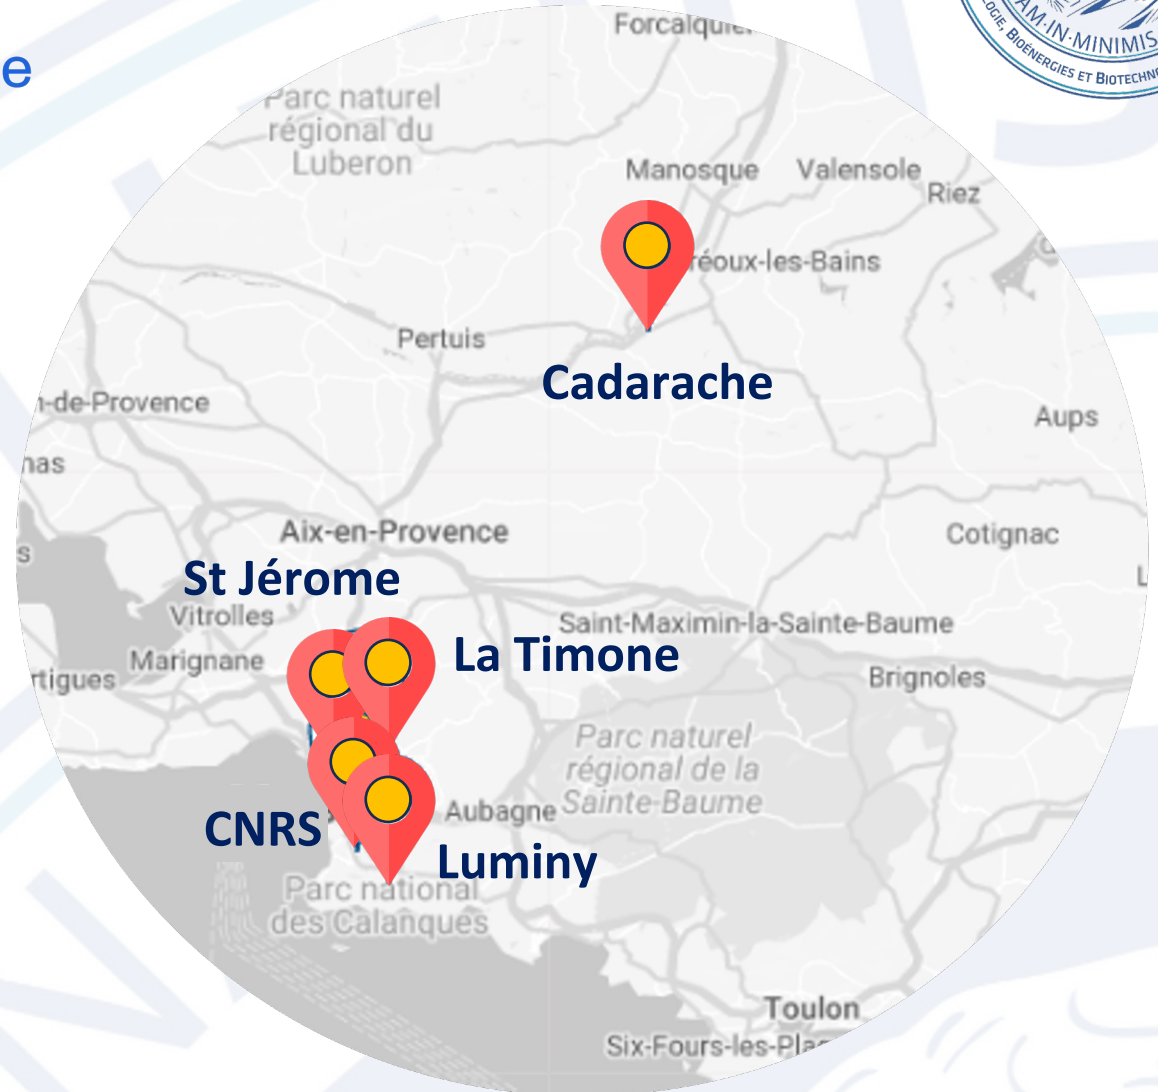 e
Forcalquier
AM·IN·MINIMIS
BIOÉNERGIES ET BIOTECHN
Parc naturel
régional du
Luberon
Manosque
Valensole
Riez
réoux-les-Bains
Pertuis
Cadarache
n-de-Provence
Aups
nas
Aix-en-Provence
Cotignac
s
St Jérome
L
Vitrolles
Saint-Maximin-la-Sainte-Baume
La Timone
Marignane
rtigues
Brignoles
Parc naturel
régional de la
Sainte-Baume
Aubagne
CNRS
Luminy
Parc national
des Calanques
Toulon
Six-Fours-les-Pla